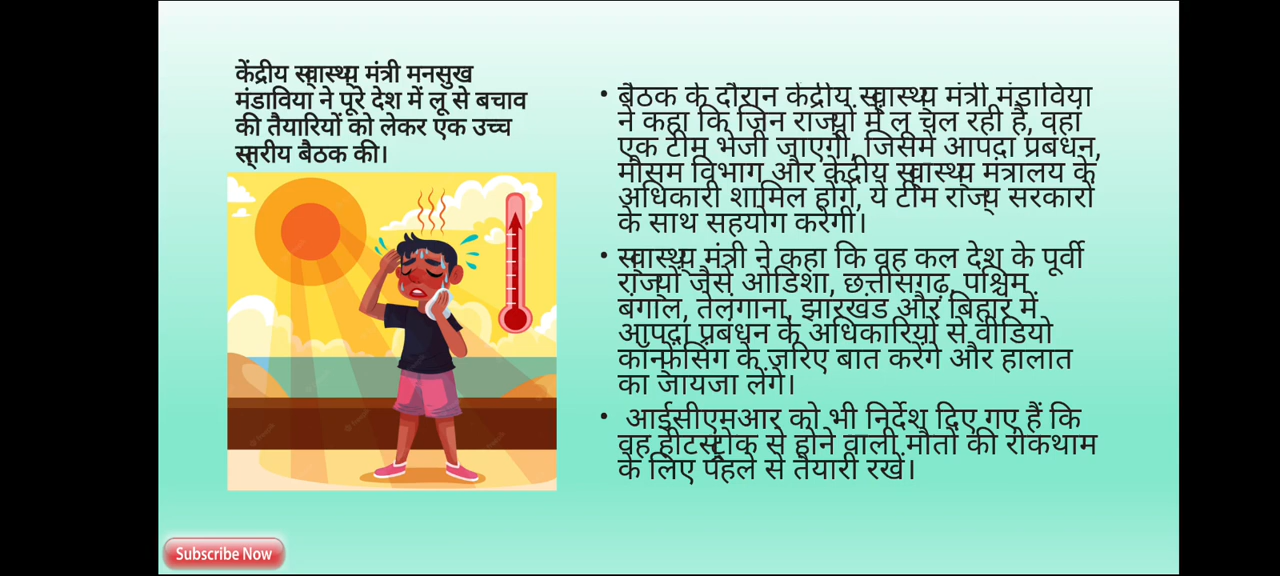 केंद्रीय स्वास्थ्य मंत्री मनसुख
मंडाविया ने पूरे देश में लू से बचाव
की तैयारियों को लेकर एक उच्च
स्तरीय बैठक की।
• बैठक के दौरान केंद्रीय स्वास्थ्य मंत्री मंडाविया
ने कहा कि जिन राज्यों में लू चल रही है, वहां
एक टीम भेजी जाएगी, जिसमें आपदा प्रबंधन,
मौसम विभाग और केंद्रीय स्वास्थ्य मंत्रालय के
अधिकारी शामिल होंगे, ये टीम राज्य सरकारों
के साथ सहयोग करेगी।
• स्वास्थ्य मंत्री ने कहा कि वह कल देश के पूर्वी
राज्यों जैसे ओडिशा, छत्तीसगढ़, पश्चिम
बंगाल, तेलंगाना, झारखंड और बिहार में
आपदा प्रबंधन के अधिकारियों से वीडियो
कॉन्फ्रेंसिंग के जरिए बात करेंगे और हालात
का जायजा लेंगे।
• आईसीएमआर को भी निर्देश दिए गए हैं कि
वह हीटस्ट्रोक से होने वाली मौतों की रोकथाम
के लिए पहले से तैयारी रखें।
Subscribe Now